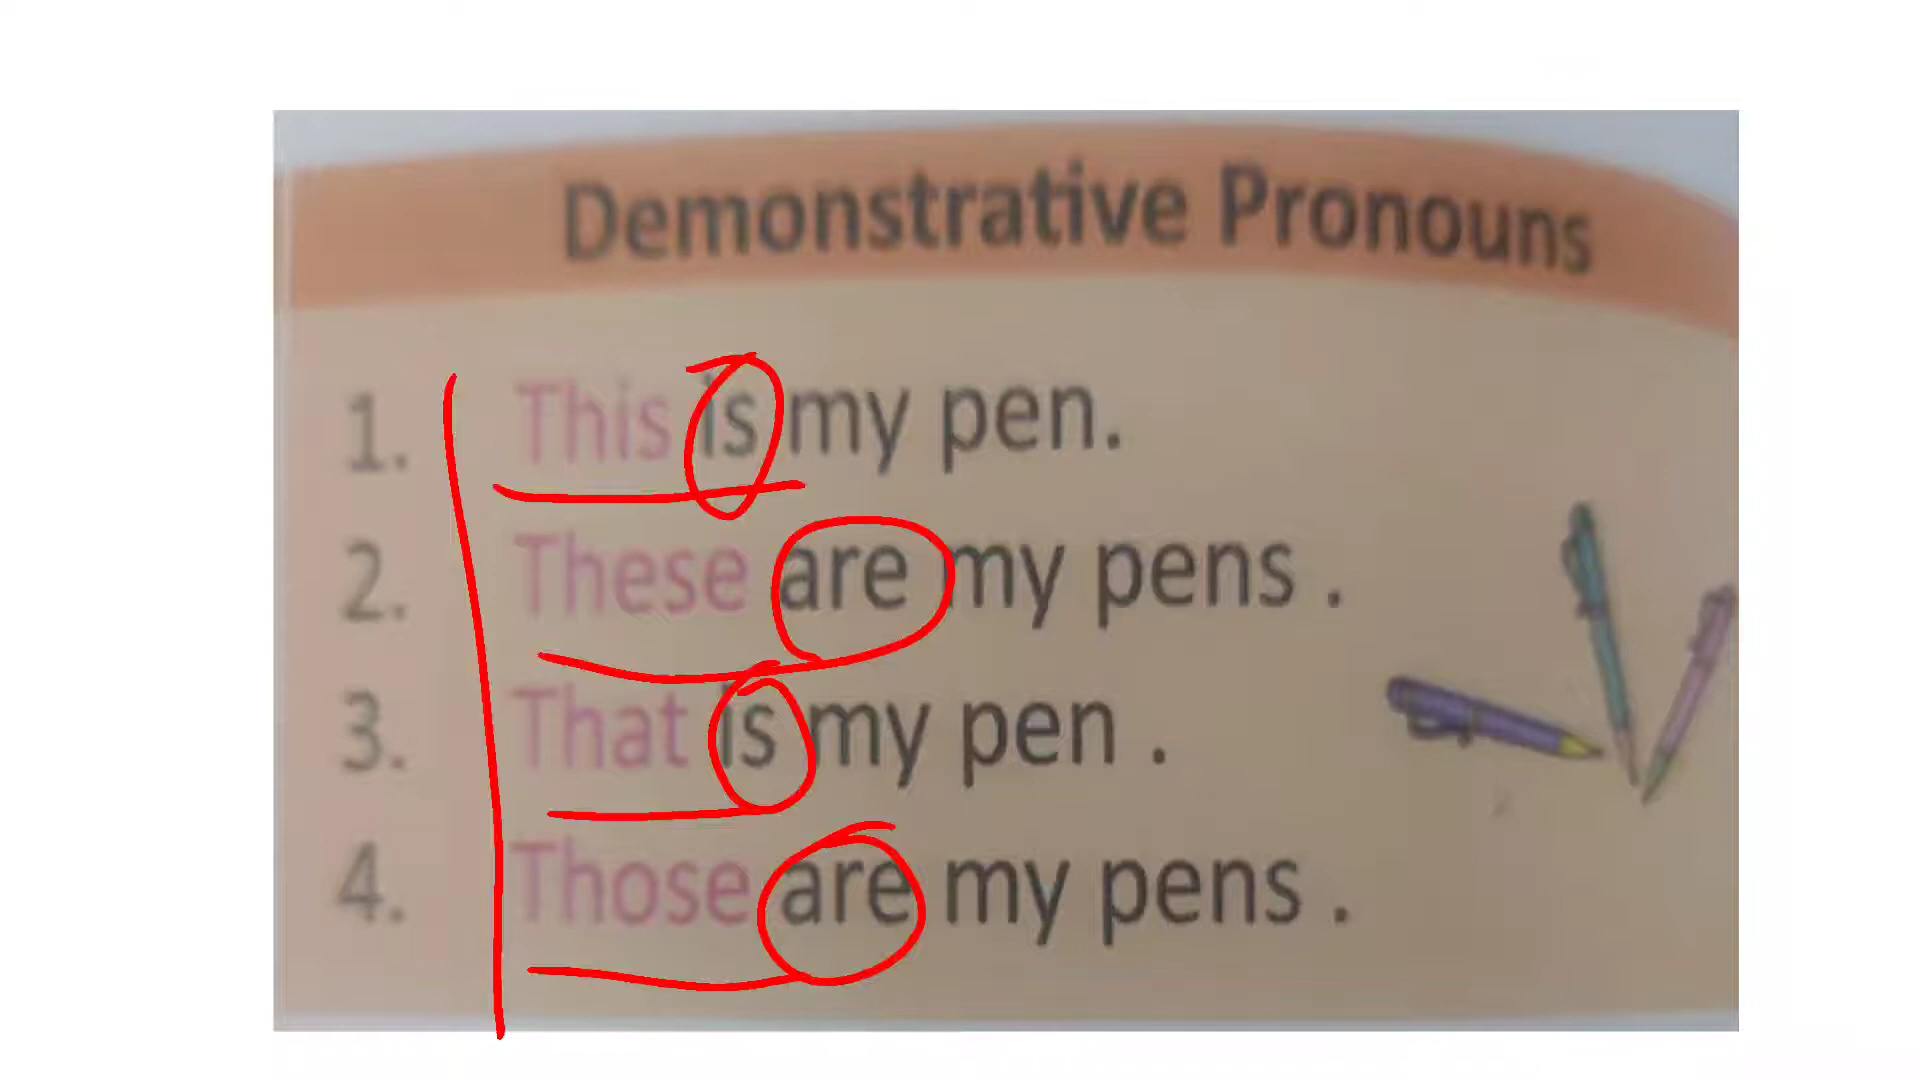 Demonstrative Pronouns
1. This is my pen.
2. These are my pens .
3. That is my pen .
4. Those are my pens .